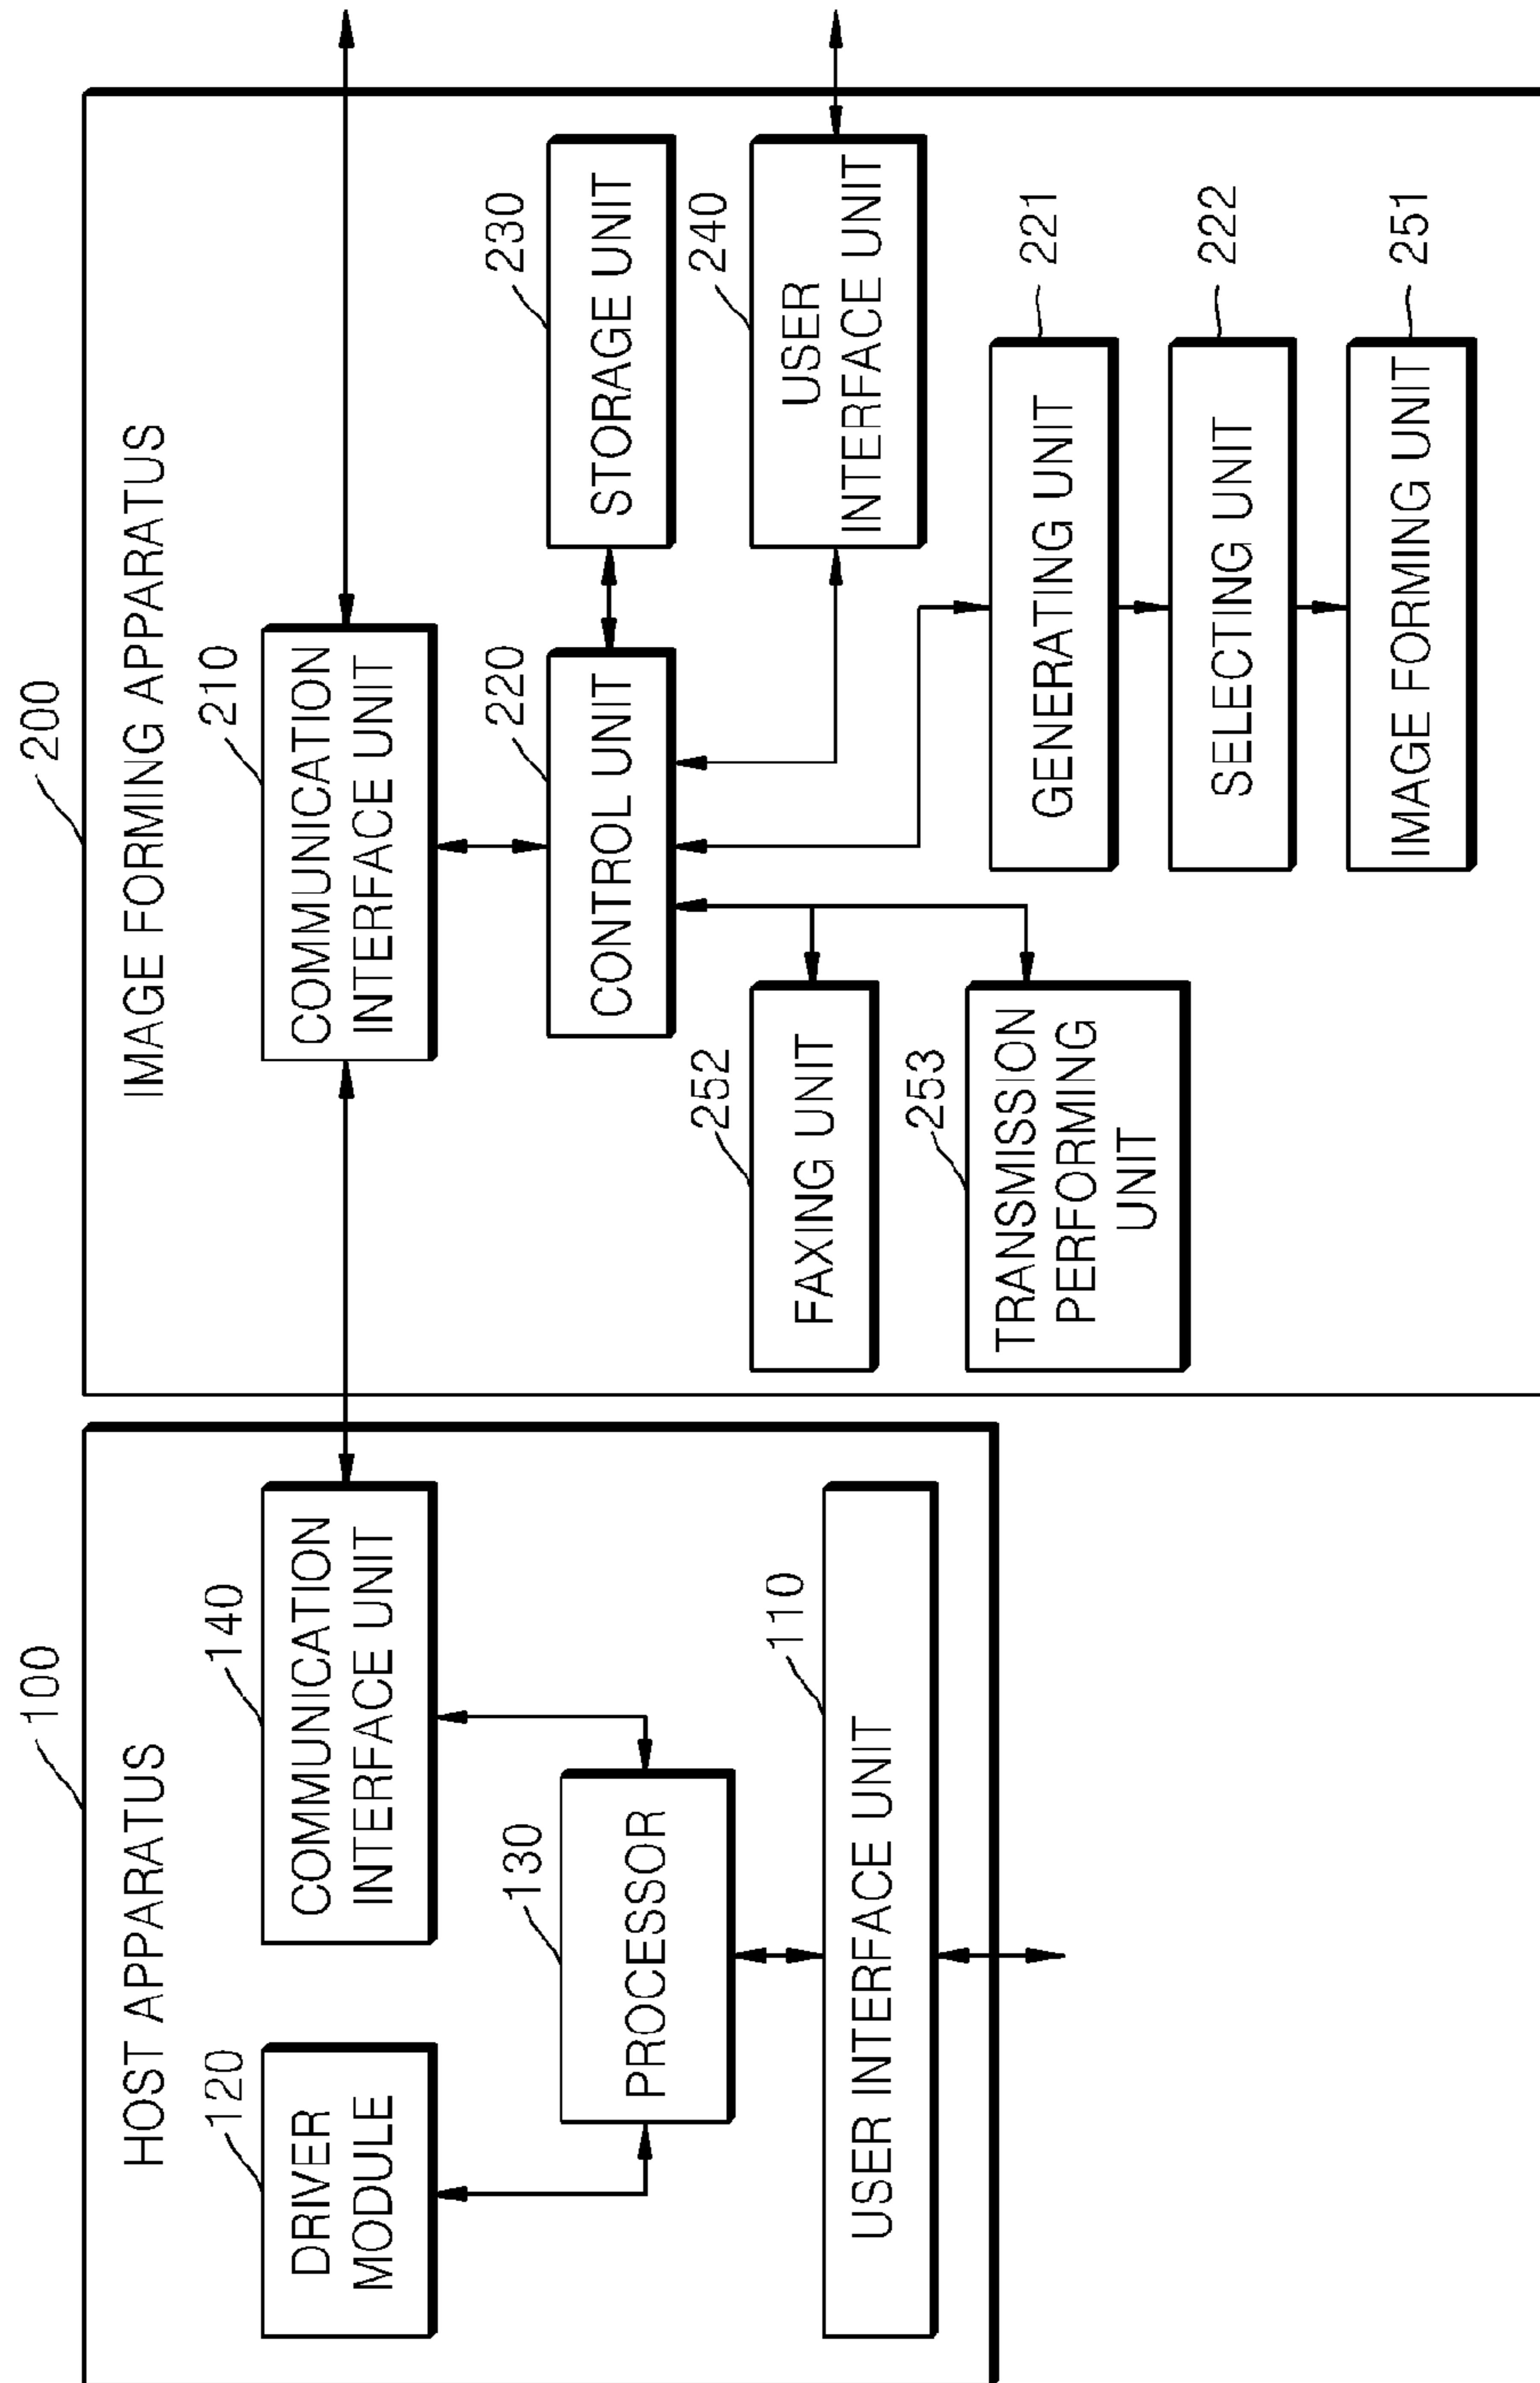 100
HOST APPARATUS
120
DRIVER
MODULE
140
COMMUNICATION
INTERFACE UNIT
130
PROCESSOR
110
USER INTERFACE UNIT
200
IMAGE FORMING APPARATUS
210
COMMUNICATION
INTERFACE UNIT
220
CONTROL UNIT
230
STORAGE UNIT
252
FAXING UNIT
240
USER
INTERFACE UNIT
253
TRANSMISSION
PERFORMING
UNIT
GENERATING UNIT
221
SELECTING UNIT
222
IMAGE FORMING UNIT
251